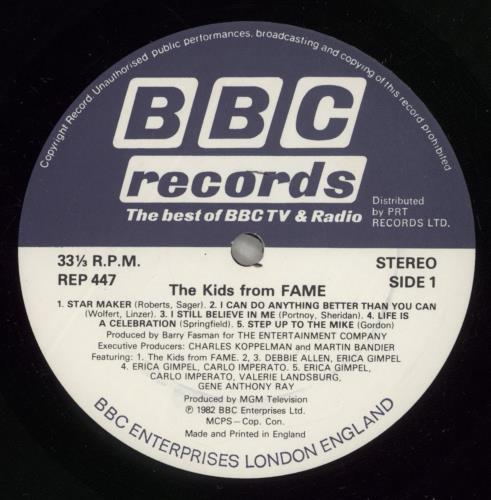 Copyright Record. Unauthorised public performances, broadcasting and copying of this record prohibited
BBC
records
The best of BBC TV & Radio
Distributed
by PRT
RECORDS LTD.
33⅓ R.P.M.
STEREO
REP 447
SIDE 1
The Kids from FAME
1. STAR MAKER (Roberts, Sager). 2. I CAN DO ANYTHING BETTER THAN YOU CAN
(Wolfert, Linzer). 3. I STILL BELIEVE IN ME (Portnoy, Sheridan). 4. LIFE IS
A CELEBRATION (Springfield). 5. STEP UP TO THE MIKE (Gordon)
Produced by Barry Fasman for THE ENTERTAINMENT COMPANY
Executive Producers: CHARLES KOPPELMAN and MARTIN BANDIER
Featuring: 1. The Kids from FAME. 2, 3. DEBBIE ALLEN, ERICA GIMPEL
4. ERICA GIMPEL, CARLO IMPERATO. 5. ERICA GIMPEL,
CARLO IMPERATO, VALERIE LANDSBURG,
GENE ANTHONY RAY
Produced by MGM Television
℗ 1982 BBC Enterprises Ltd.
MCPS – Cop. Con.
Made and Printed in England
BBC ENTERPRISES LONDON ENGLAND